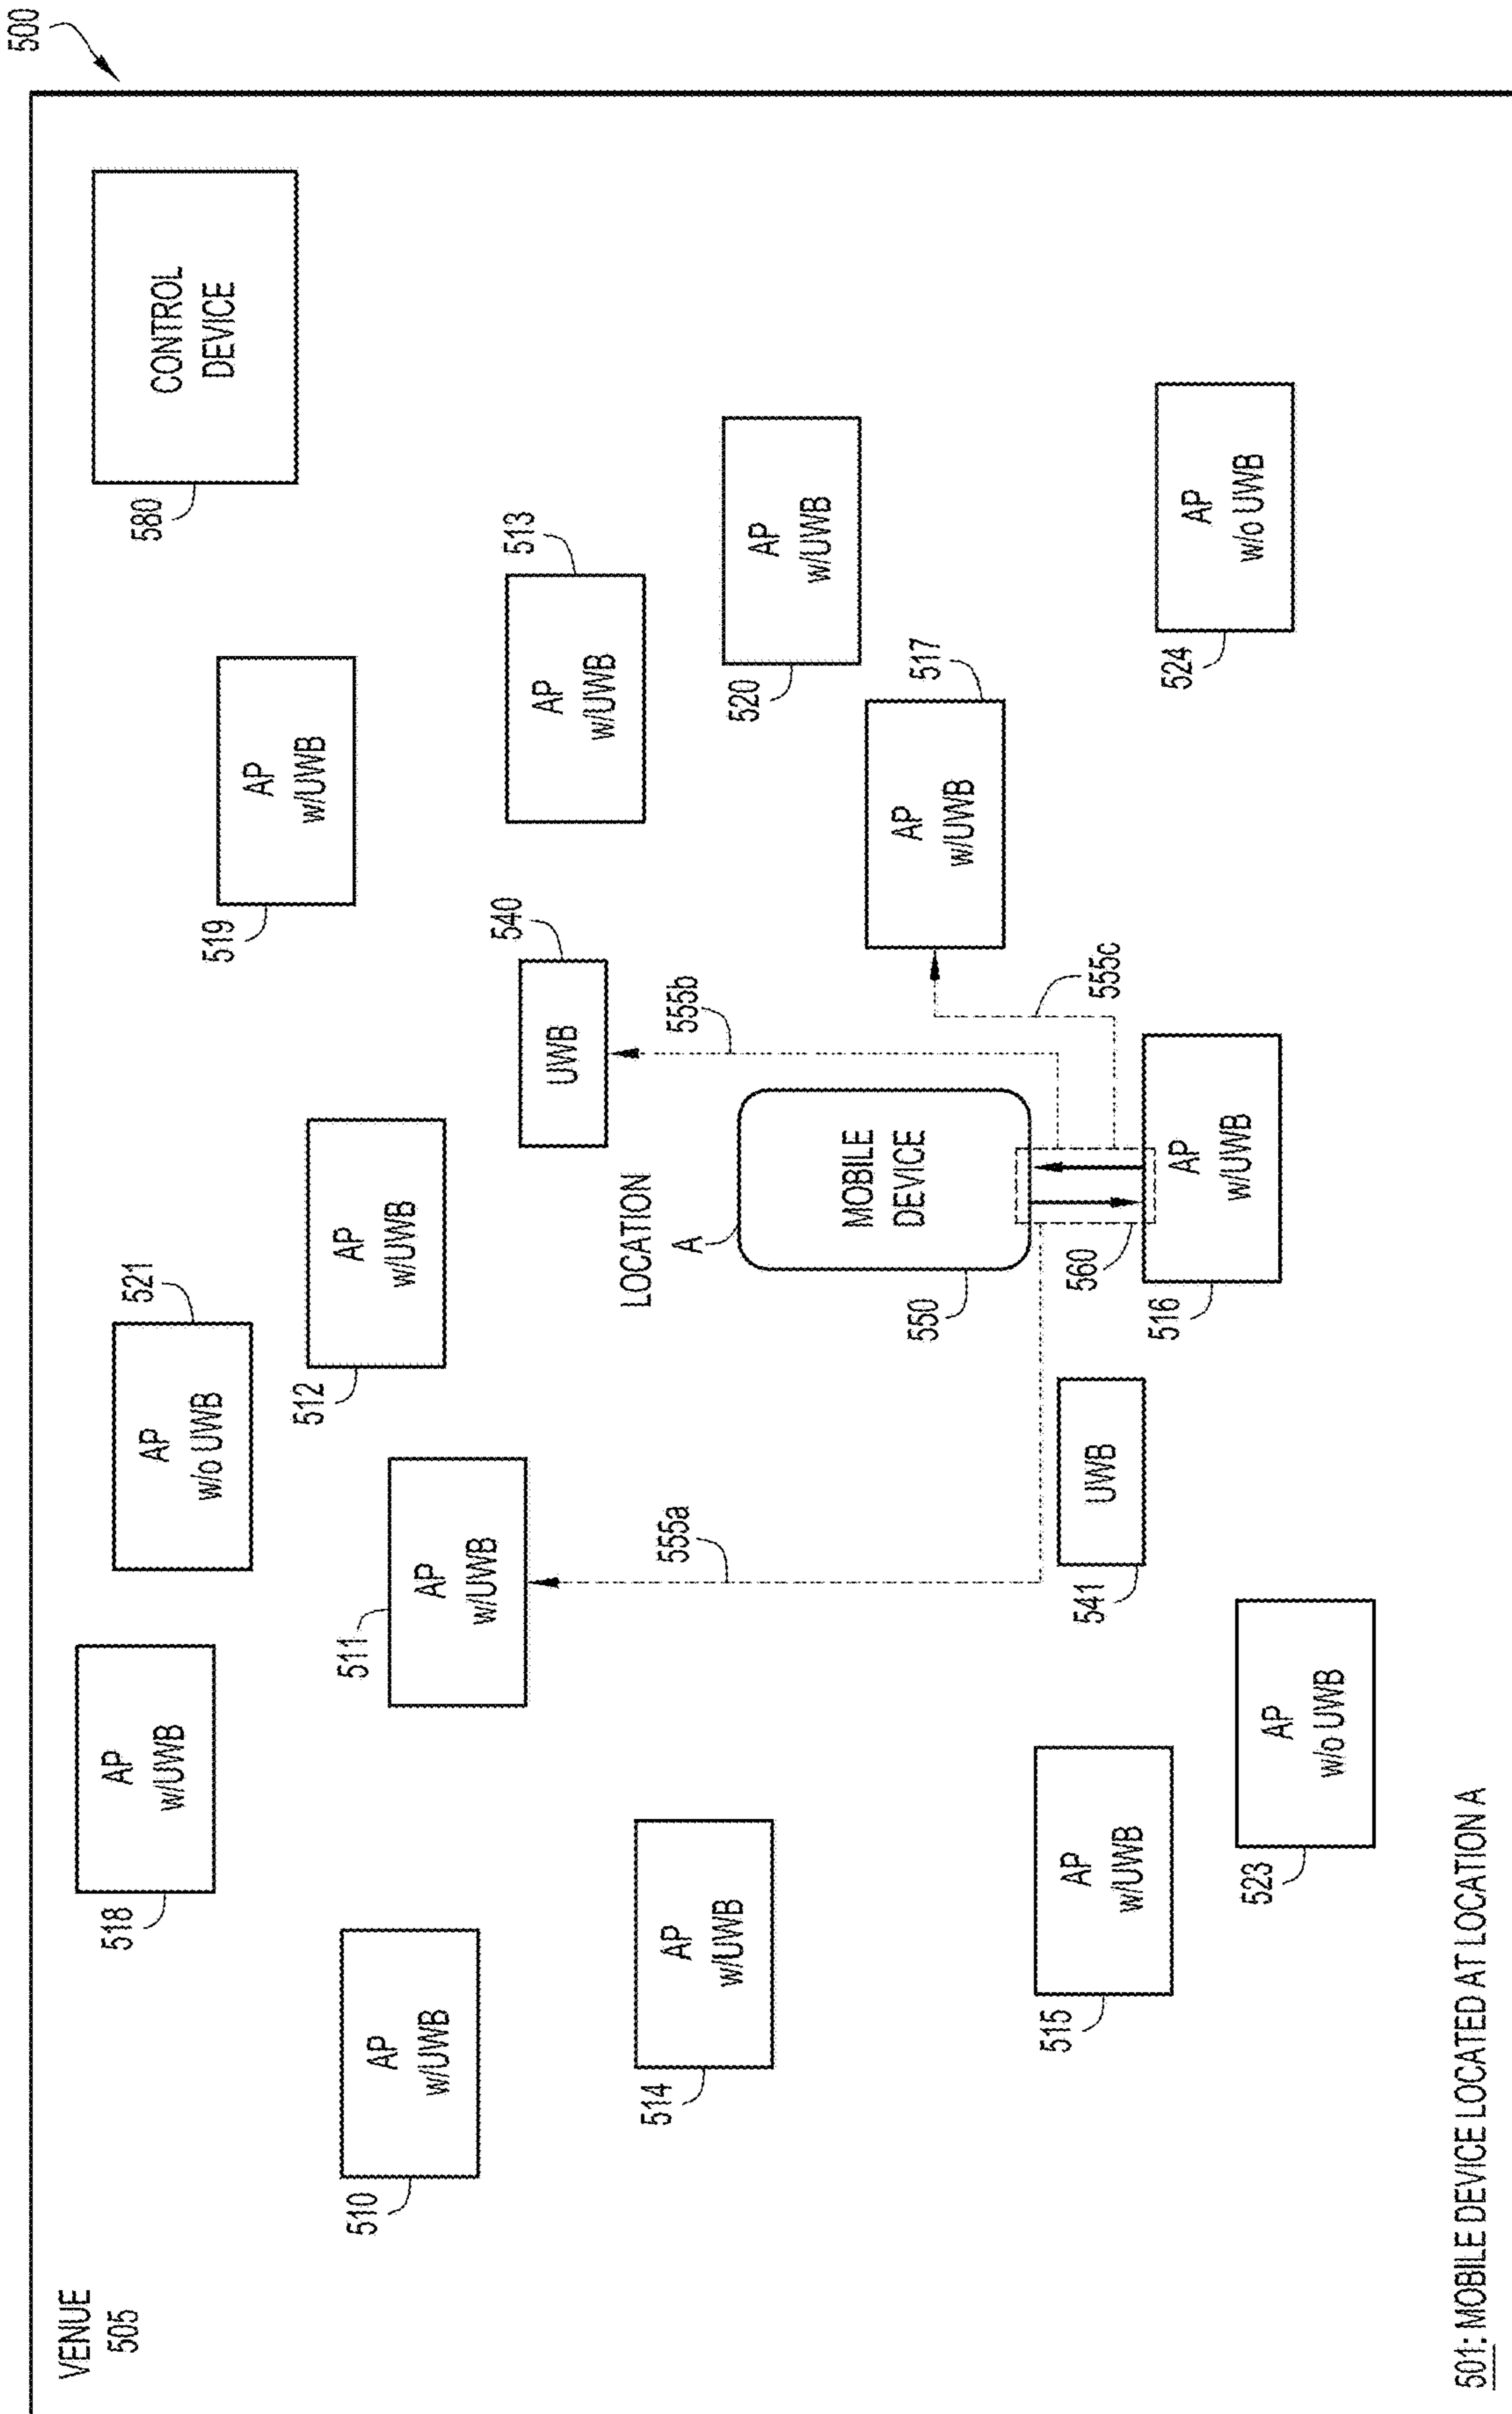 500
VENUE
505
CONTROL
DEVICE
580
AP
w/UWB
518
AP
w/o UWB
521
AP
w/UWB
519
AP
w/UWB
510
AP
w/UWB
511
AP
w/UWB
512
UWB
540
AP
w/UWB
513
AP
w/UWB
514
LOCATION
A
MOBILE
DEVICE
550
555a
555b
AP
w/UWB
520
AP
w/UWB
517
AP
w/UWB
515
UWB
541
560
555c
AP
w/UWB
516
AP
w/o UWB
523
AP
w/o UWB
524
501: MOBILE DEVICE LOCATED AT LOCATION A